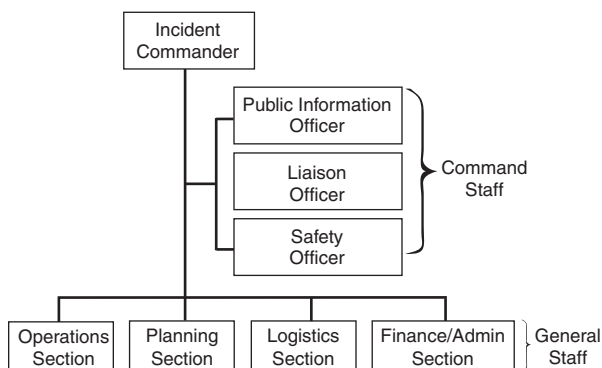 Incident
Commander
Public Information
Officer
Liaison
Officer
Command
Staff
Safety
Officer
Operations
Section
Planning
Section
Logistics
Section
Finance/Admin
Section
General
Staff